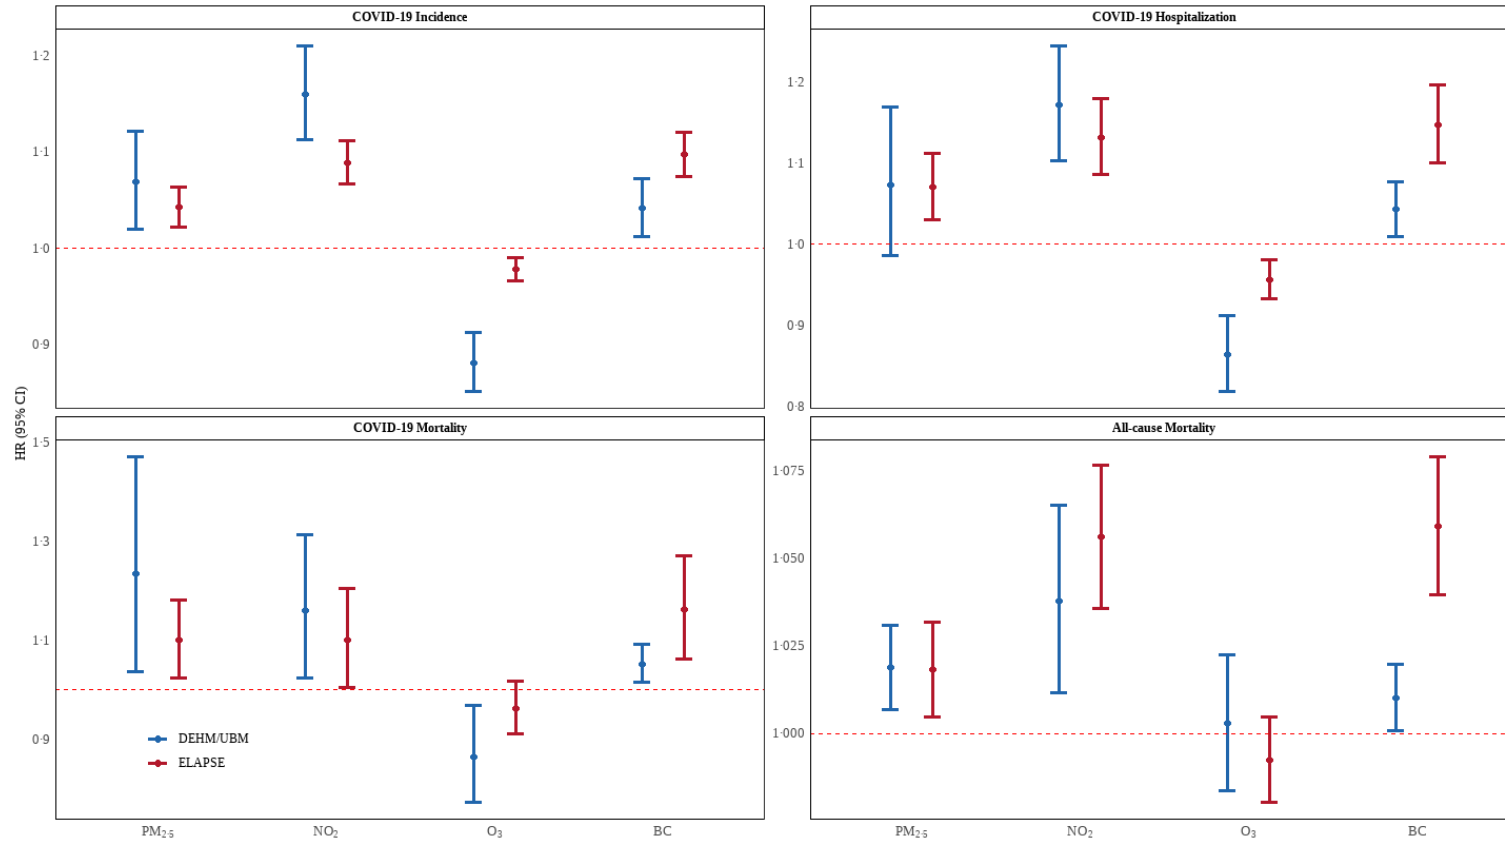 COVID-19 Incidence
COVID-19 Hospitalization
1·2
1·1
1·0
0·9
1·2
1·1
1·0
0·9
0·8
HR (95% CI)
COVID-19 Mortality
All-cause Mortality
1·5
1·3
1·1
0·9
1·075
1·050
1·025
1·000
DEHM/UBM
ELAPSE
PM₂·₅ NO₂ O₃ BC
PM₂·₅ NO₂ O₃ BC